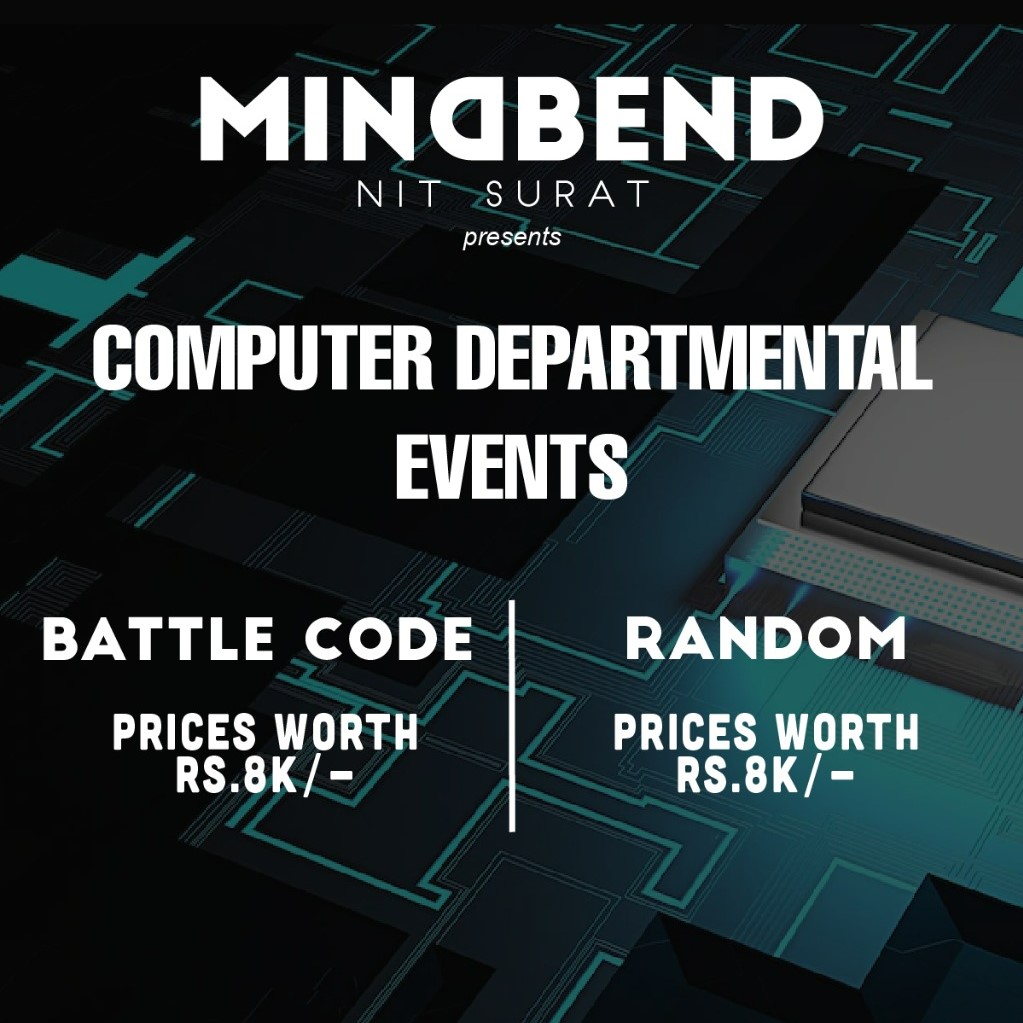 MINDBEND
NIT SURAT
presents
COMPUTER DEPARTMENTAL
EVENTS
BATTLE CODE
PRICES WORTH
RS.8K/-
RANDOM
PRICES WORTH
RS.8K/-